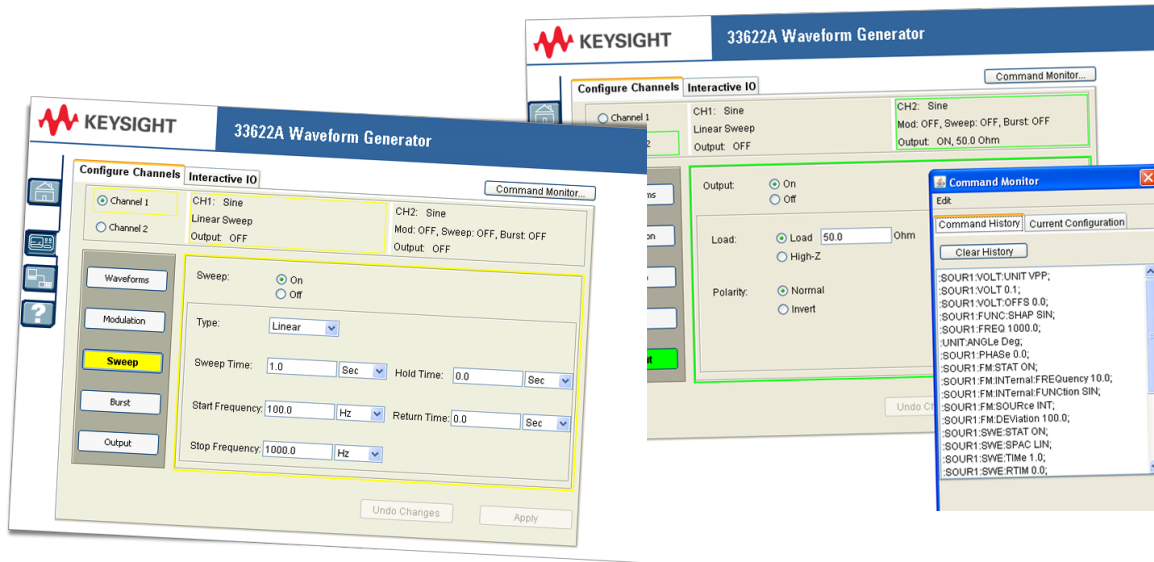 KEYSIGHT
33622A Waveform Generator
Configure Channels
Interactive IO
Command Monitor...
Channel 1
Channel 2
CH1: Sine
Linear Sweep
Output: OFF
CH2: Sine
Mod: OFF, Sweep: OFF, Burst: OFF
Output: OFF
Waveforms
Modulation
Sweep
Burst
Output
Sweep:
On
Off
Type:
Linear
Sweep Time:
1.0
Sec
Hold Time:
0.0
Sec
Start Frequency:
100.0
Hz
Return Time:
0.0
Sec
Stop Frequency:
1000.0
Hz
Undo Changes
Apply
KEYSIGHT
33622A Waveform Generator
Configure Channels
Interactive IO
Command Monitor...
Channel 1
2
CH1: Sine
Linear Sweep
Output: OFF
CH2: Sine
Mod: OFF, Sweep: OFF, Burst: OFF
Output: ON, 50.0 Ohm
ms
on
Output:
On
Off
Load:
Load
50.0
Ohm
High-Z
Polarity:
Normal
Invert
Undo C
Command Monitor
Edit
Command History
Current Configuration
Clear History
:SOUR1:VOLT:UNIT VPP;
:SOUR1:VOLT 0.1;
:SOUR1:VOLT:OFFS 0.0;
:SOUR1:FUNC:SHAP SIN;
:SOUR1:FREQ 1000.0;
:UNIT:ANGLe Deg;
:SOUR1:PHASe 0.0;
:SOUR1:FM:STAT ON;
:SOUR1:FM:INTernal:FREQuency 10.0;
:SOUR1:FM:INTernal:FUNCtion SIN;
:SOUR1:FM:SOURce INT;
:SOUR1:FM:DEViation 100.0;
:SOUR1:SWE:STAT ON;
:SOUR1:SWE:SPAC LIN;
:SOUR1:SWE:TIMe 1.0;
:SOUR1:SWE:RTIM 0.0;